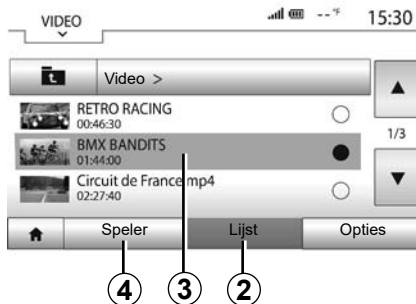 VIDEO --°F 15:30
Video >
RETRO RACING
00:46:30
BMX BANDITS
01:44:00
1/3
Circuit de France mp4
02:27:40
Speler Lijst Opties
4 3 2